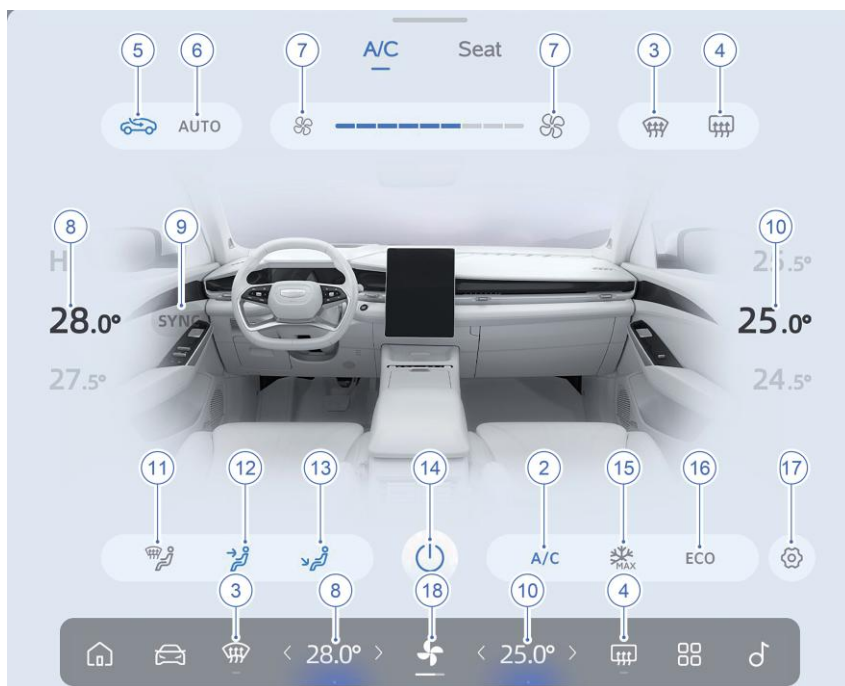 A/C Seat
5 6 7 7 3 4
AUTO
8 9 10
28.0° SYNC 25.0°
27.5° 24.5°
11 12 13 14 2 15 16 17
A/C MAX ECO
3 8 18 10 4
28.0° 25.0°